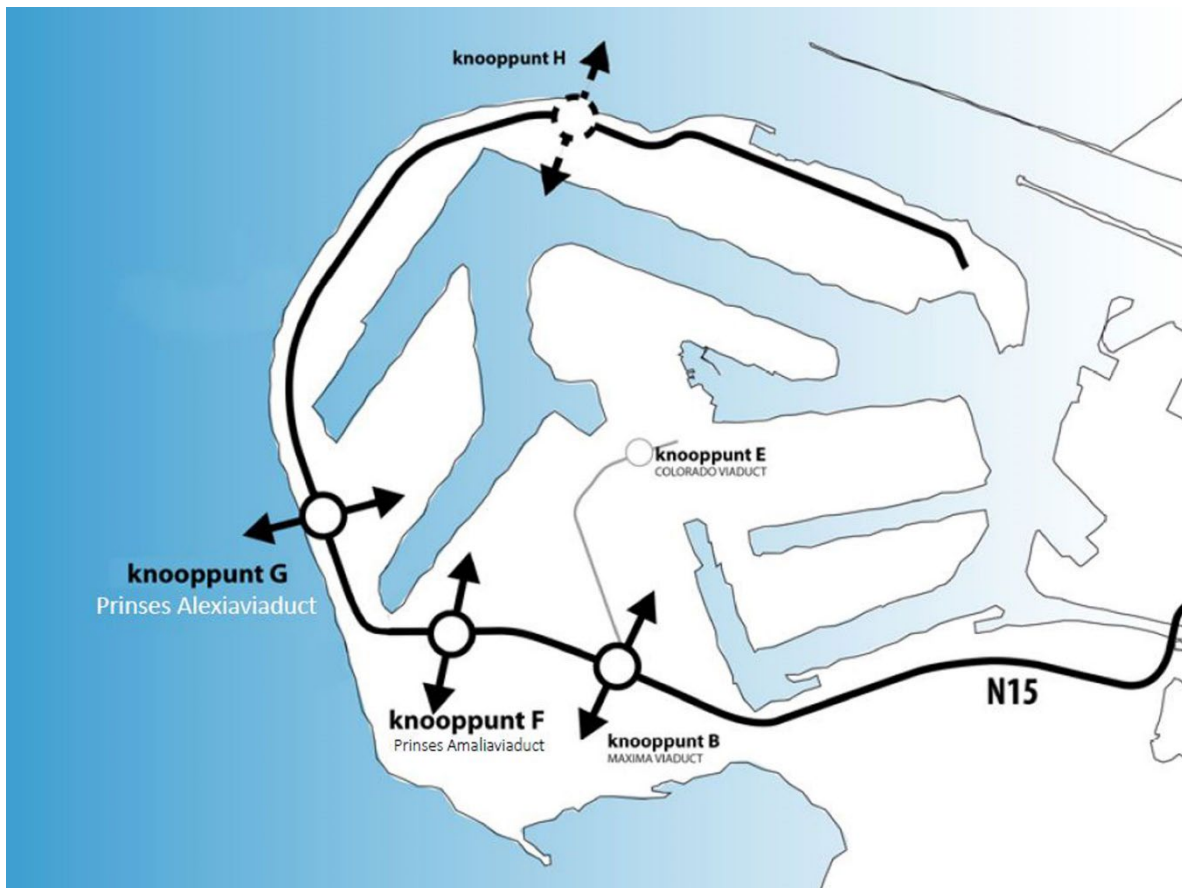 knooppunt H
knooppunt E
COLORADO VIADUCT
knooppunt G
Prinses Alexiaviaduct
N15
knooppunt F
Prinses Amaliaviaduct
knooppunt B
MAXIMA VIADUCT